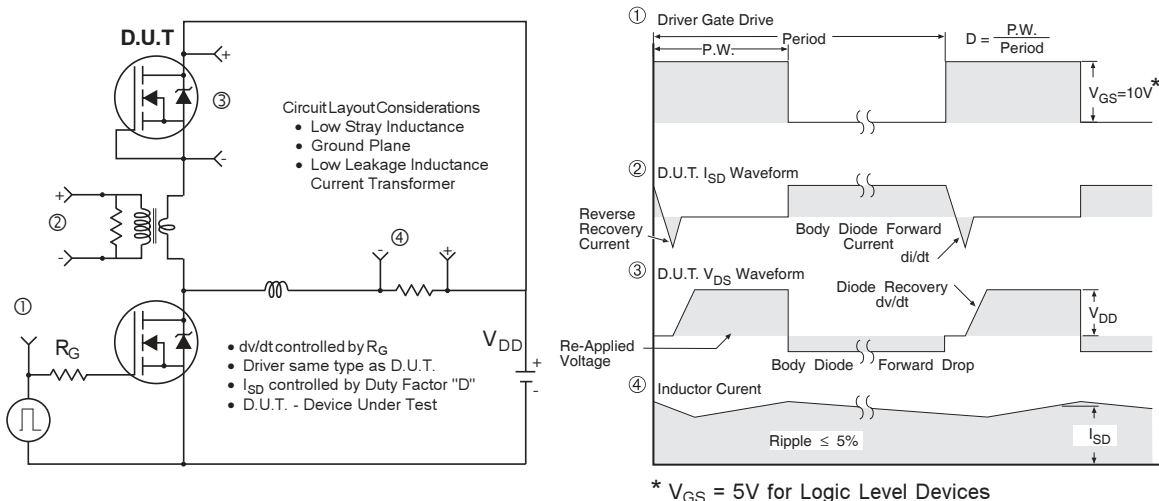 D.U.T
+
③
-
Circuit Layout Considerations
• Low Stray Inductance
• Ground Plane
• Low Leakage Inductance
Current Transformer
+
②
-
④
-
+
①
R_G
• dv/dt controlled by R_G
• Driver same type as D.U.T.
• I_SD controlled by Duty Factor "D"
• D.U.T. - Device Under Test
V_DD
+
-
① Driver Gate Drive
P.W.
Period
D = P.W. / Period
V_GS=10V *
② D.U.T. I_SD Waveform
Reverse
Recovery
Current
Body Diode Forward
Current
di/dt
③ D.U.T. V_DS Waveform
Diode Recovery
dv/dt
V_DD
Re-Applied
Voltage
Body Diode Forward Drop
④ Inductor Curent
Ripple ≤ 5%
I_SD
* V_GS = 5V for Logic Level Devices